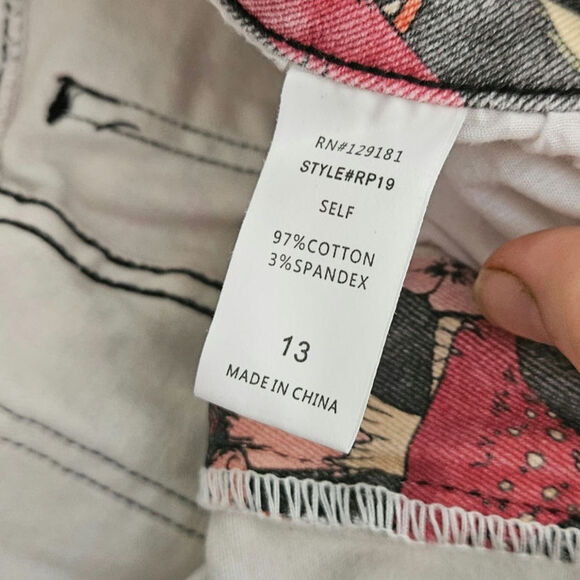 RN#129181
STYLE#RP19
SELF
97%COTTON
3%SPANDEX
13
MADE IN CHINA